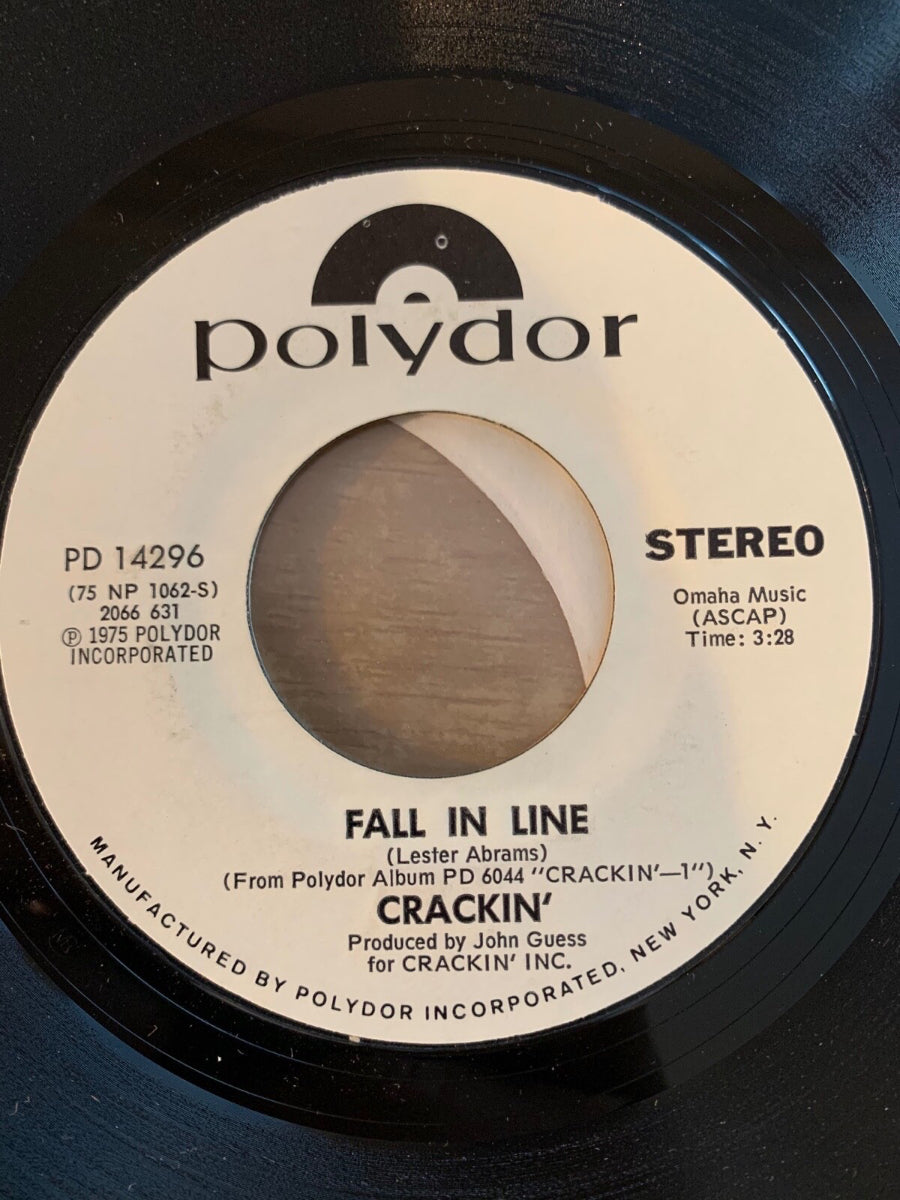 polydor
PD 14296
(75 NP 1062-S)
2066 631
Ⓟ 1975 POLYDOR
INCORPORATED
STEREO
Omaha Music
(ASCAP)
Time: 3:28
FALL IN LINE
(Lester Abrams)
(From Polydor Album PD 6044 “CRACKIN’—1”)
CRACKIN’
Produced by John Guess
for CRACKIN’ INC.
MANUFACTURED BY POLYDOR INCORPORATED, NEW YORK, N. Y.